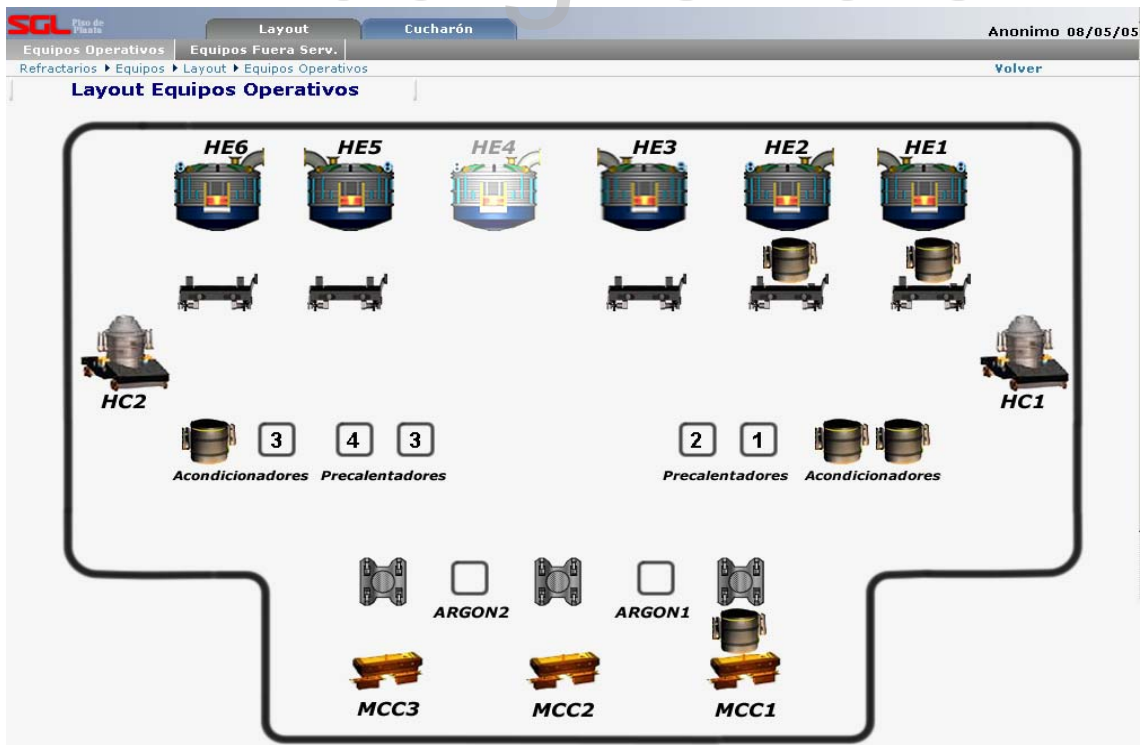 SGL Piso de Planta
Layout Cucharón
Anonimo 08/05/05
Equipos Operativos Equipos Fuera Serv.
Refractarios Equipos Layout Equipos Operativos Volver
Layout Equipos Operativos
HE6 HE5 HE4 HE3 HE2 HE1
HC2 HC1
3 4 3 2 1
Acondicionadores Precalentadores Precalentadores Acondicionadores
ARGON2 ARGON1
MCC3 MCC2 MCC1